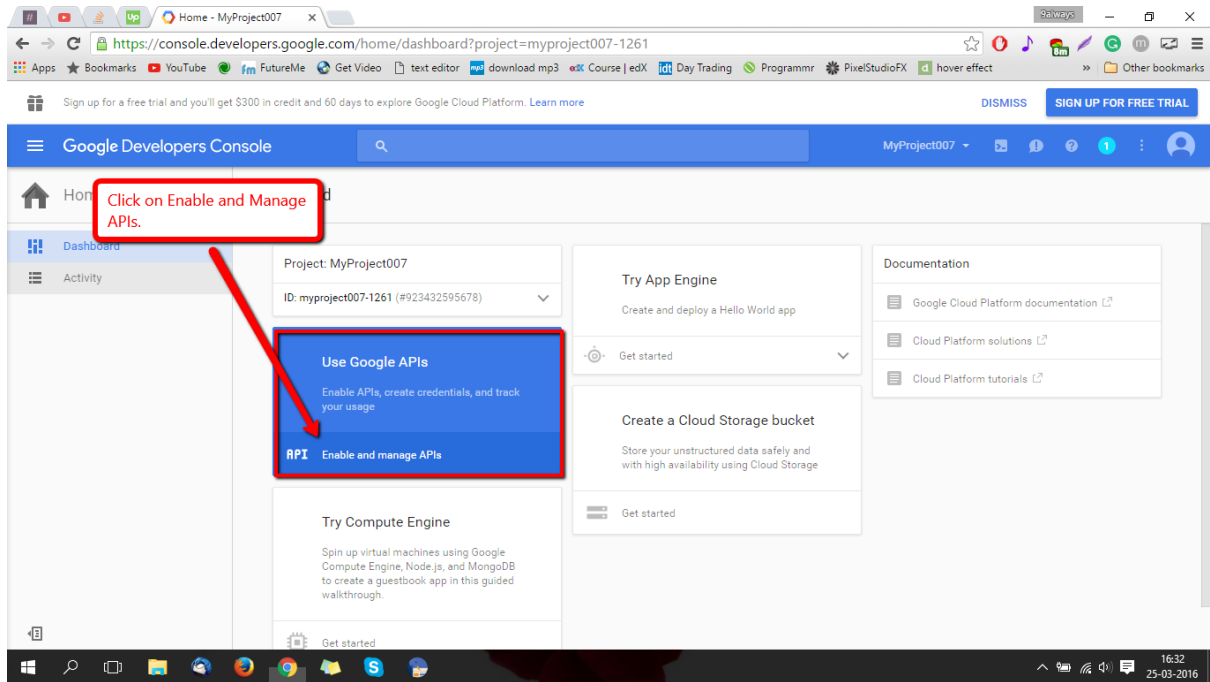 #
Up
Home - MyProject007
9always
https://console.developers.google.com/home/dashboard?project=myproject007-1261
8m
Apps
Bookmarks
YouTube
fm FutureMe
Get Video
text editor
mp3 download mp3
edX Course | edX
idt Day Trading
Programmr
PixelStudioFX
d hover effect
»
Other bookmarks
Sign up for a free trial and you'll get $300 in credit and 60 days to explore Google Cloud Platform. Learn more
DISMISS
SIGN UP FOR FREE TRIAL
Google Developers Console
MyProject007
1
Click on Enable and Manage
APIs.
Dashboard
Activity
Project: MyProject007
ID: myproject007-1261 (#923432595678)
Use Google APIs
Enable APIs, create credentials, and track
your usage
API Enable and manage APIs
Try Compute Engine
Spin up virtual machines using Google
Compute Engine, Node.js, and MongoDB
to create a guestbook app in this guided
walkthrough.
Get started
Try App Engine
Create and deploy a Hello World app
Get started
Create a Cloud Storage bucket
Store your unstructured data safely and
with high availability using Cloud Storage
Get started
Documentation
Google Cloud Platform documentation
Cloud Platform solutions
Cloud Platform tutorials
16:32
25-03-2016